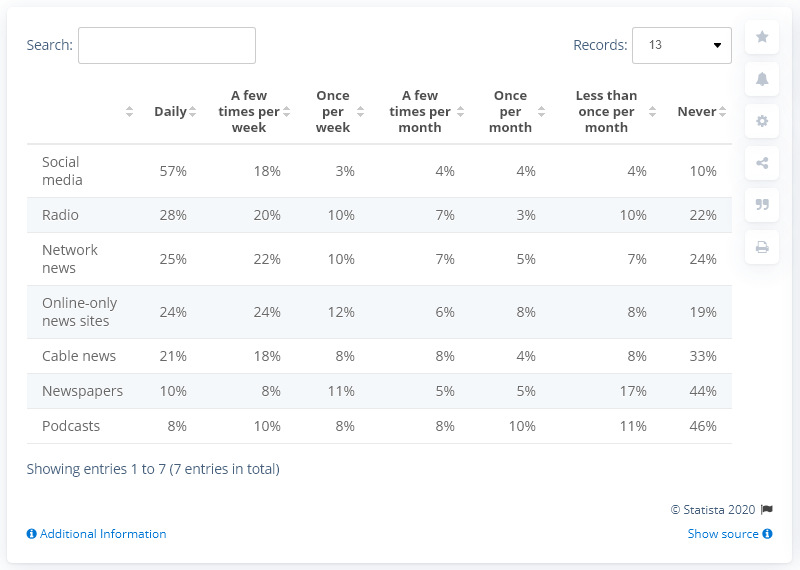 Search:
Records: 13
Daily A few times per week Once per week A few times per month Once per month Less than once per month Never
Social media 57% 18% 3% 4% 4% 4% 10%
Radio 28% 20% 10% 7% 3% 10% 22%
Network news 25% 22% 10% 7% 5% 7% 24%
Online-only news sites 24% 24% 12% 6% 8% 8% 19%
Cable news 21% 18% 8% 8% 4% 8% 33%
Newspapers 10% 8% 11% 5% 5% 17% 44%
Podcasts 8% 10% 8% 8% 10% 11% 46%
Showing entries 1 to 7 (7 entries in total)
© Statista 2020
Additional Information
Show source